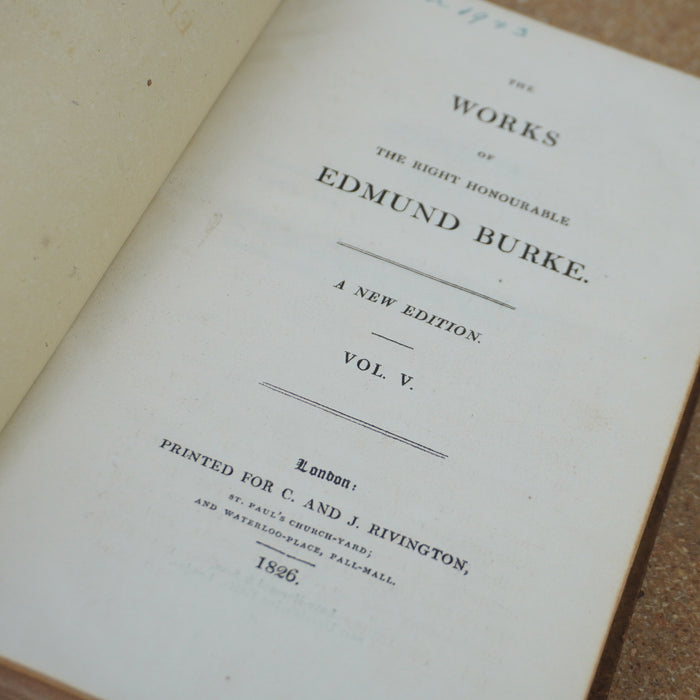 1943
THE
WORKS
OF
THE RIGHT HONOURABLE
EDMUND BURKE.
A NEW EDITION.
VOL. V.
London:
PRINTED FOR C. AND J. RIVINGTON,
ST. PAUL'S CHURCH-YARD;
AND WATERLOO-PLACE, PALL-MALL.
1826.